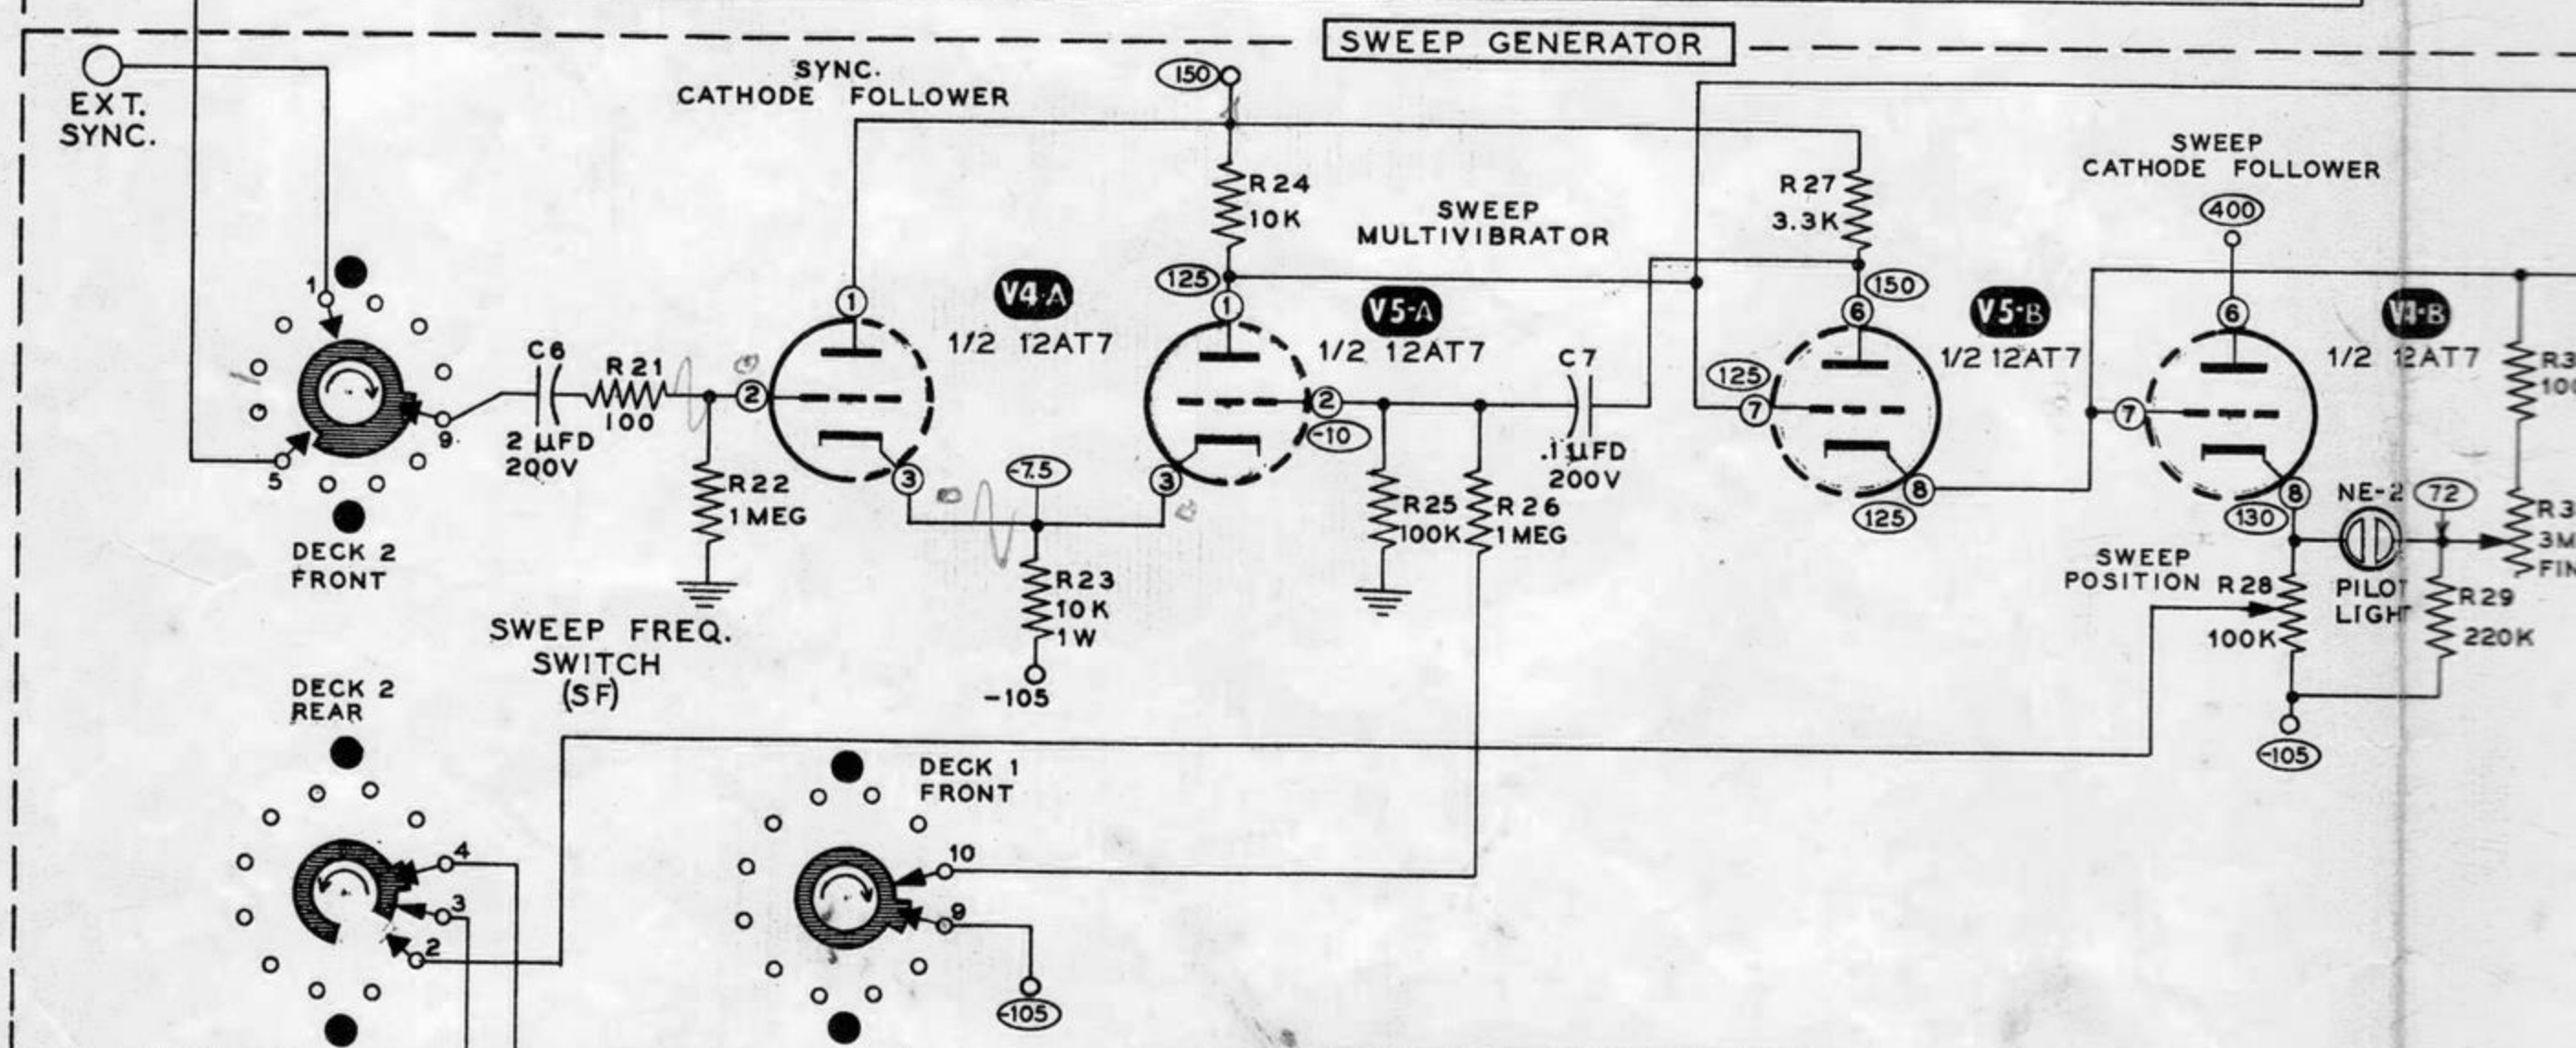 SWEEP GENERATOR
EXT.
SYNC.
SYNC.
CATHODE FOLLOWER
150
R24
10K
SWEEP
MULTIVIBRATOR
R27
3.3K
SWEEP
CATHODE FOLLOWER
400
1
125
1
V4-A
1/2 12AT7
1
V5-A
1/2 12AT7
150
6
V5-B
1/2 12AT7
6
1/2 12AT7
C6
2 µFD
200V
R21
100
2
2
-10
C7
.1 µFD
200V
125
7
7
9
5
DECK 2
FRONT
R22
1 MEG
3
-7.5
3
R25
100K
R26
1 MEG
8
125
8
130
NE-2
72
PILOT
LIGHT
R23
10K
1W
-105
SWEEP
POSITION
R28
100K
R29
220K
-105
SWEEP FREQ.
SWITCH
(SF)
DECK 2
REAR
4
3
2
DECK 1
FRONT
10
9
-105